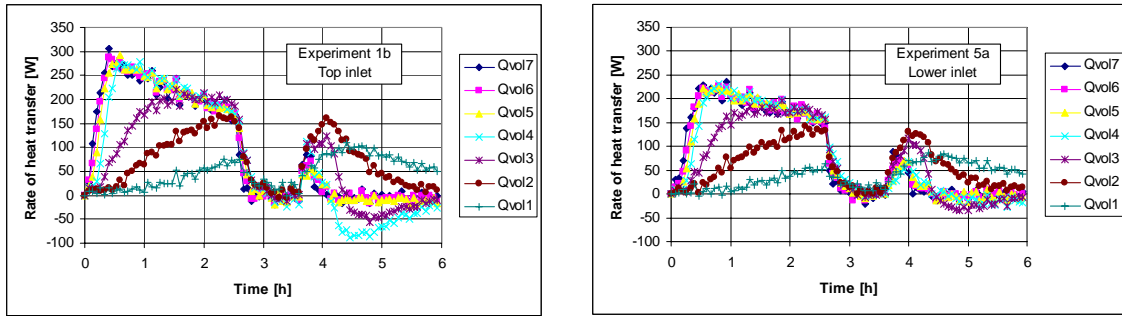 350
300
250
200
150
100
50
0
-50
-100
Rate of heat transfer [W]
Experiment 1b
Top inlet
0 1 2 3 4 5 6
Time [h]
Qvol7
Qvol6
Qvol5
Qvol4
Qvol3
Qvol2
Qvol1
350
300
250
200
150
100
50
0
-50
-100
Rate of heat transfer [W]
Experiment 5a
Lower inlet
0 1 2 3 4 5 6
Time [h]
Qvol7
Qvol6
Qvol5
Qvol4
Qvol3
Qvol2
Qvol1